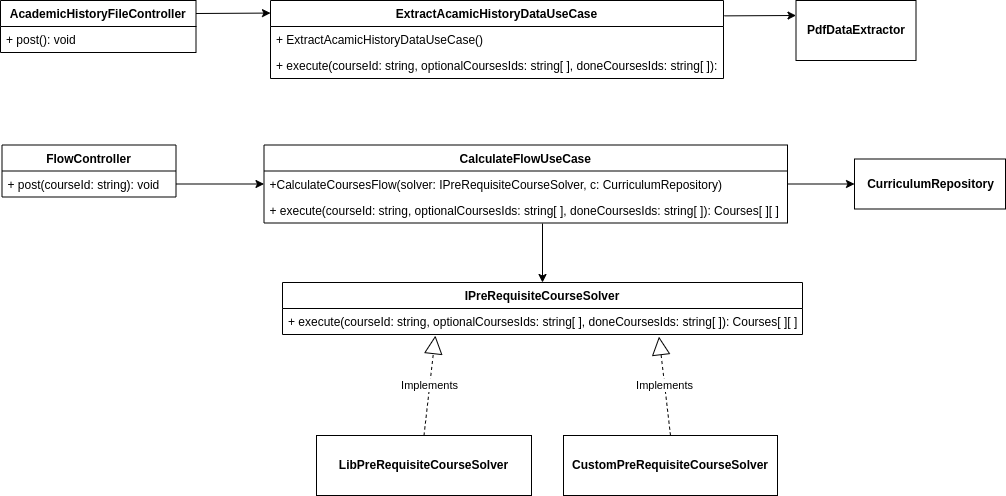 AcademicHistoryFileController
+ post(): void
ExtractAcamicHistoryDataUseCase
+ ExtractAcamicHistoryDataUseCase()
+ execute(courseId: string, optionalCoursesIds: string[ ], doneCoursesIds: string[ ]):
PdfDataExtractor
FlowController
+ post(courseId: string): void
CalculateFlowUseCase
+CalculateCoursesFlow(solver: IPreRequisiteCourseSolver, c: CurriculumRepository)
+ execute(courseId: string, optionalCoursesIds: string[ ], doneCoursesIds: string[ ]): Courses[ ][ ]
CurriculumRepository
IPreRequisiteCourseSolver
+ execute(courseId: string, optionalCoursesIds: string[ ], doneCoursesIds: string[ ]): Courses[ ][ ]
Implements
Implements
LibPreRequisiteCourseSolver
CustomPreRequisiteCourseSolver